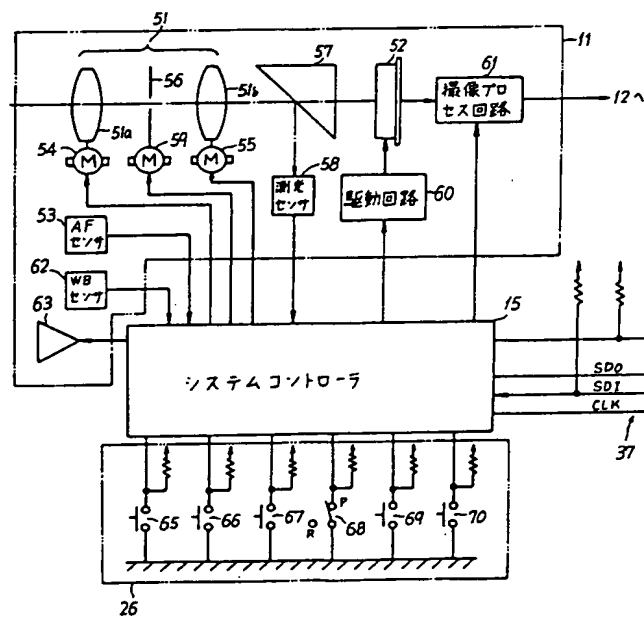 51
11
56
57
52
61
51b
撮像プロ
セス回路
12へ
51a
54
59
55
M
M
M
58
測光
センサ
駆動回路
60
53
AF
センサ
62
WB
センサ
63
15
システムコントローラ
SDO
SDI
CLK
37
65
66
67
P
R
68
69
70
26